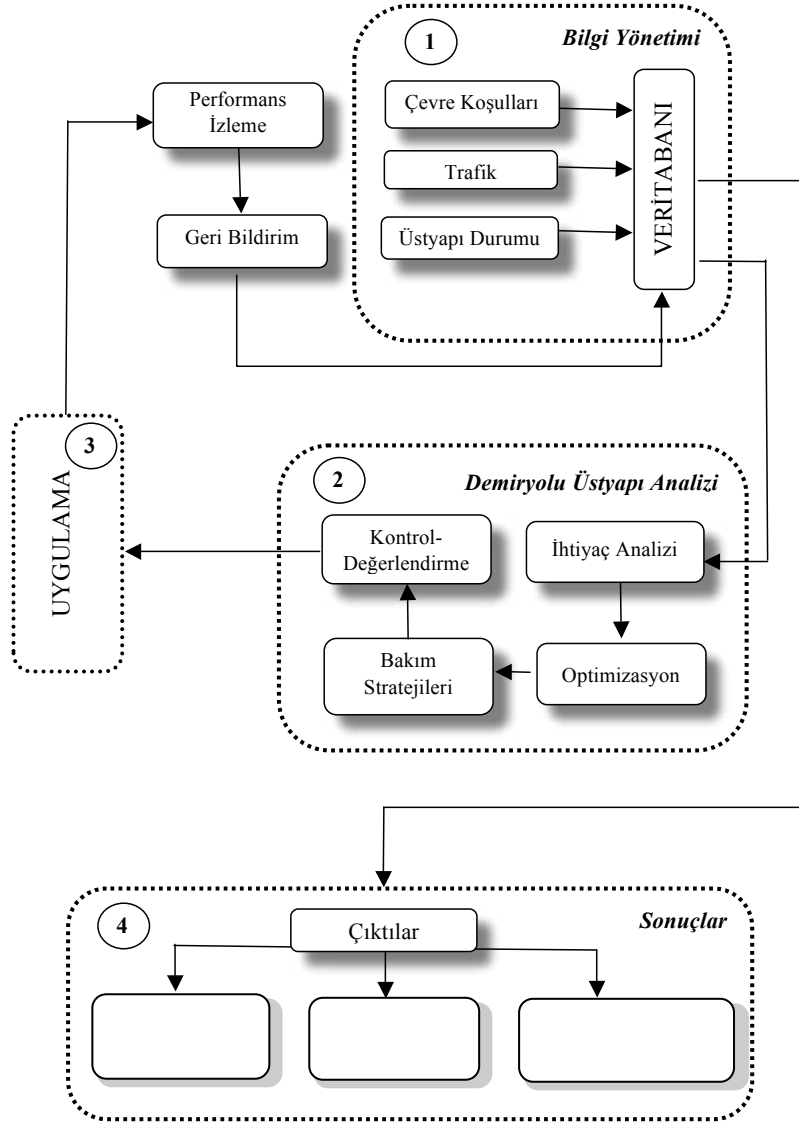 1
Bilgi Yönetimi
Performans
İzleme
Geri Bildirim
Çevre Koşulları
Trafik
Üstyapı Durumu
VERİTABANI
2
Demiryolu Üstyapı Analizi
Kontrol-
Değerlendirme
İhtiyaç Analizi
Bakım
Stratejileri
Optimizasyon
3
UYGULAMA
4
Sonuçlar
Çıktılar